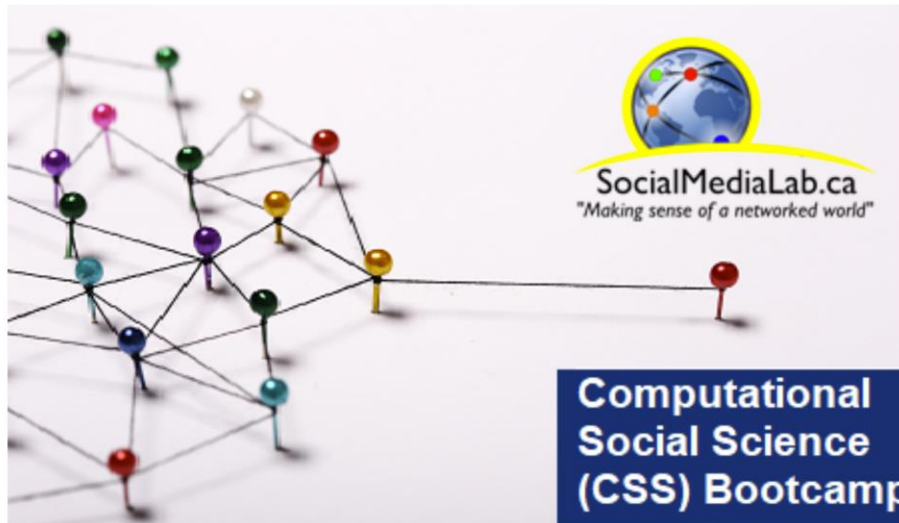 SocialMediaLab.ca
"Making sense of a networked world"
Computational
Social Science
(CSS) Bootcamp